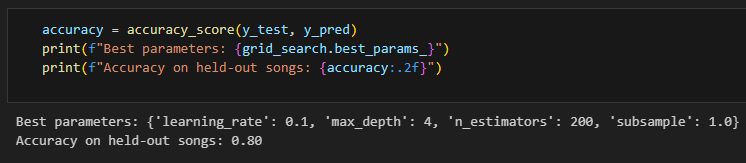 accuracy = accuracy_score(y_test, y_pred)
print(f"Best parameters: {grid_search.best_params_}")
print(f"Accuracy on held-out songs: {accuracy:.2f}")
Best parameters: {'learning_rate': 0.1, 'max_depth': 4, 'n_estimators': 200, 'subsample': 1.0}
Accuracy on held-out songs: 0.80